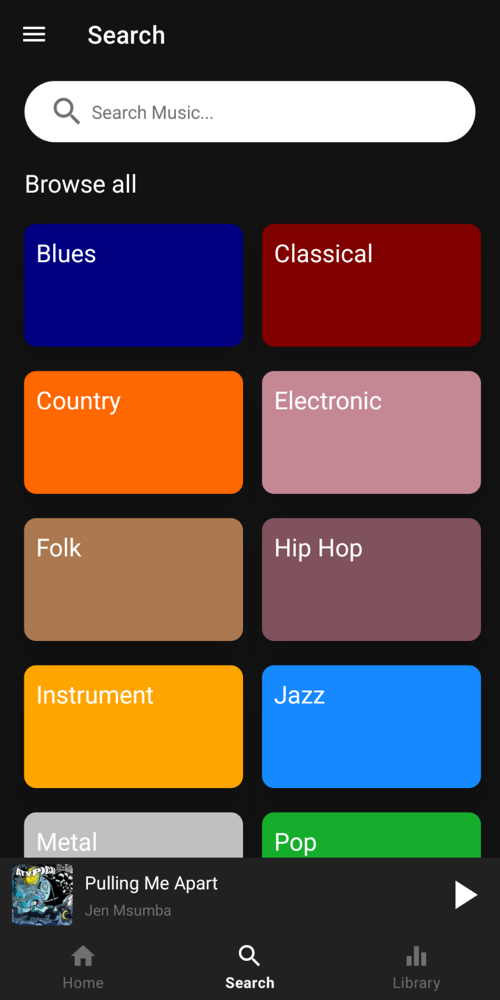 Search
Search Music...
Browse all
Blues
Classical
Country
Electronic
Folk
Hip Hop
Instrument
Jazz
Metal
Pop
Pulling Me Apart
Jen Msumba
Home
Search
Library